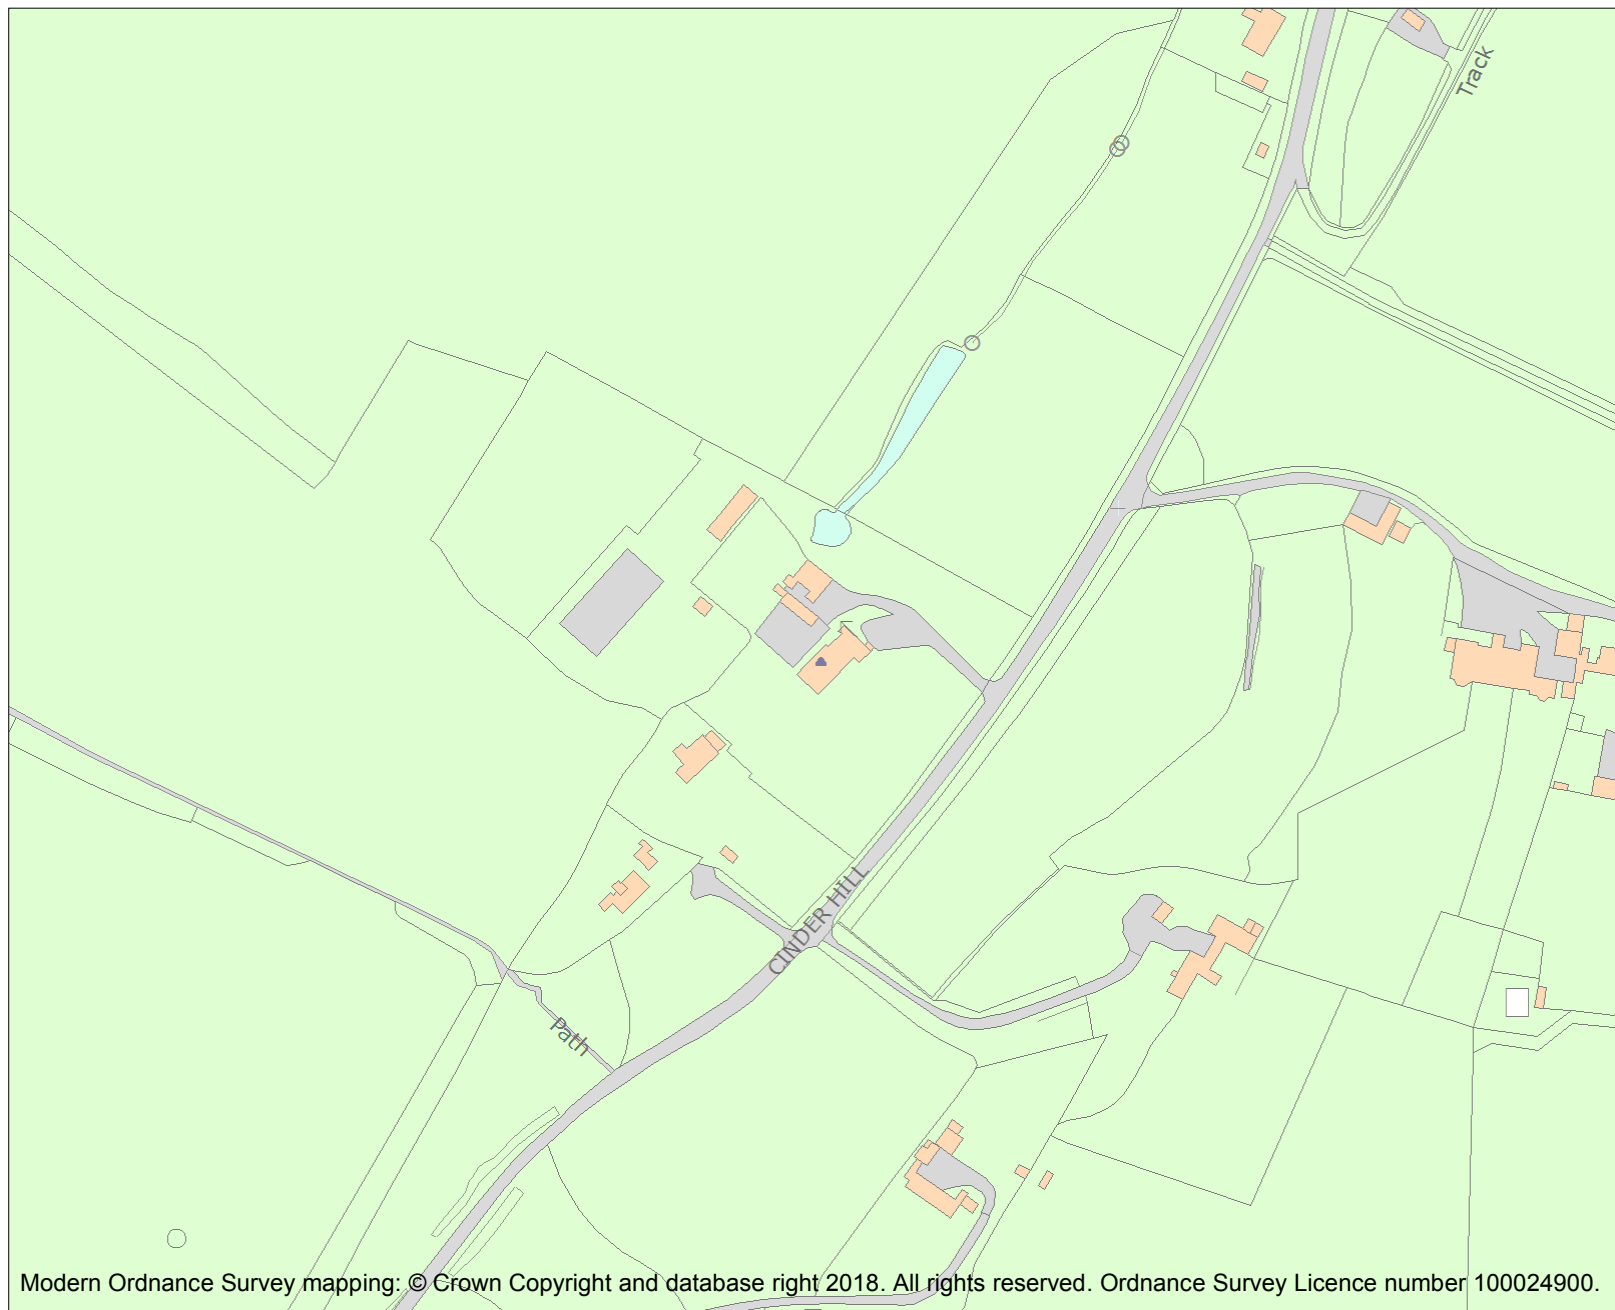 Track
CINDER HILL
Path
Modern Ordnance Survey mapping: © Crown Copyright and database right 2018. All rights reserved. Ordnance Survey Licence number 100024900.